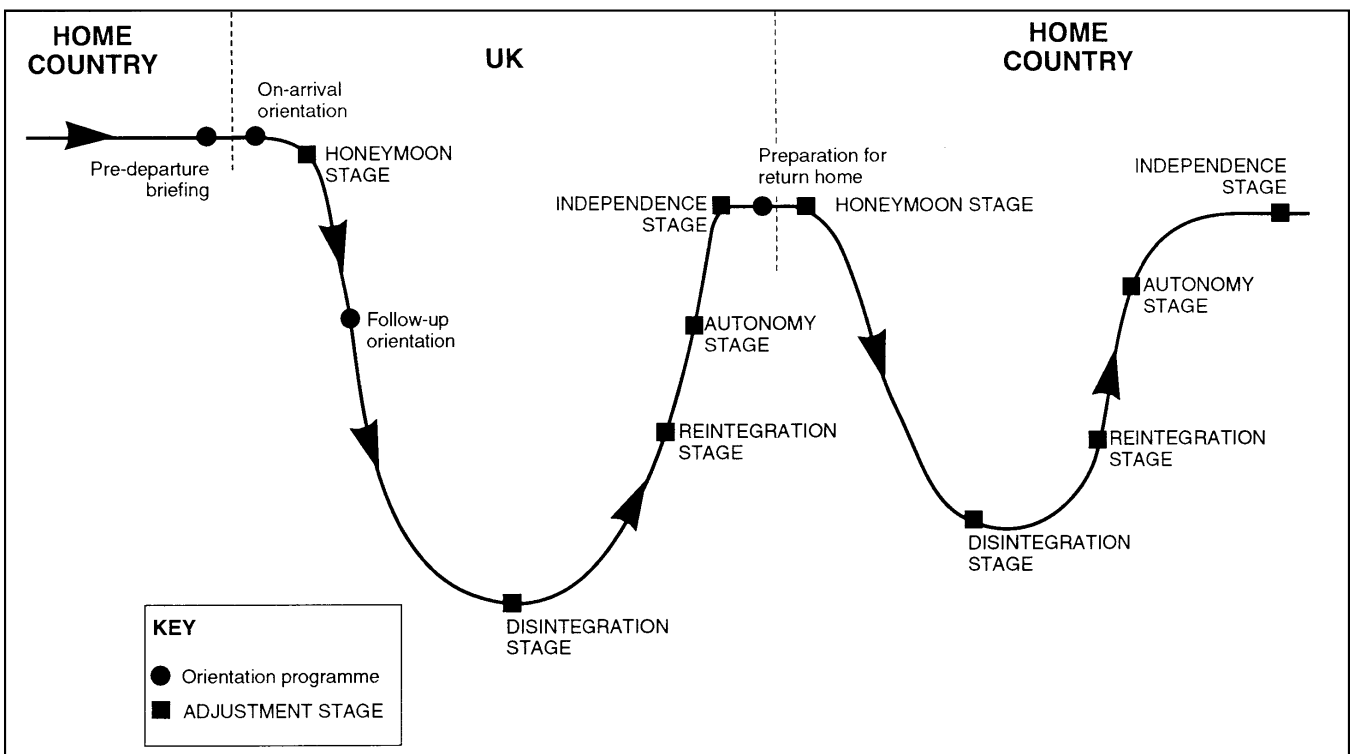 HOME
COUNTRY
UK
HOME
COUNTRY
On-arrival
orientation
Pre-departure
briefing
HONEYMOON
STAGE
Follow-up
orientation
DISINTEGRATION
STAGE
REINTEGRATION
STAGE
AUTONOMY
STAGE
INDEPENDENCE
STAGE
Preparation for
return home
HONEYMOON STAGE
DISINTEGRATION
STAGE
REINTEGRATION
STAGE
AUTONOMY
STAGE
INDEPENDENCE
STAGE
KEY
Orientation programme
ADJUSTMENT STAGE